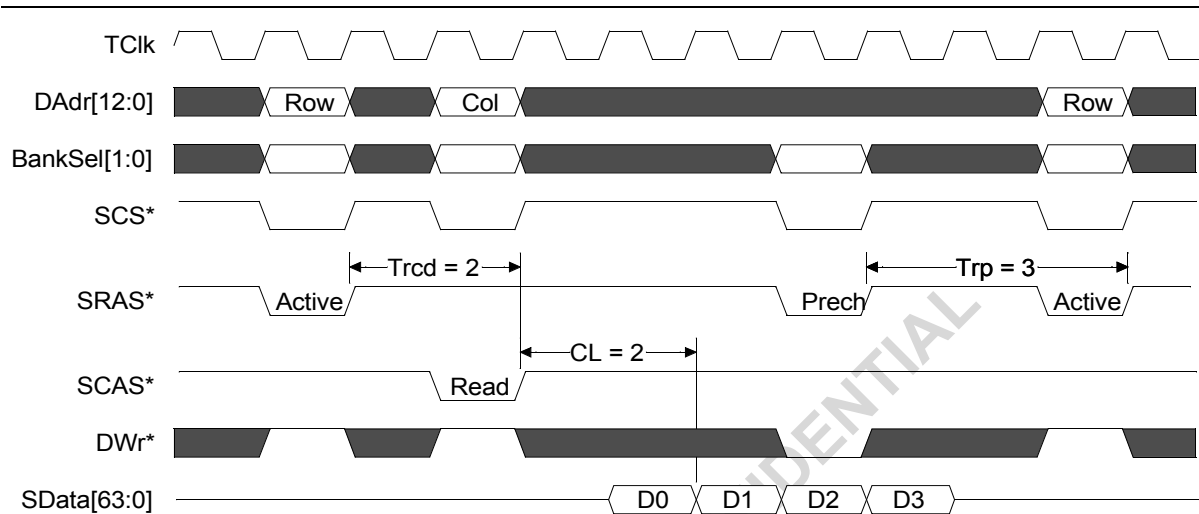 TClk
DAdr[12:0] Row Col Row
BankSel[1:0]
SCS*
Trcd = 2 Trp = 3
SRAS* Active Prech Active
CL = 2
SCAS* Read
DWr*
SData[63:0] D0 D1 D2 D3
IDENTIAL